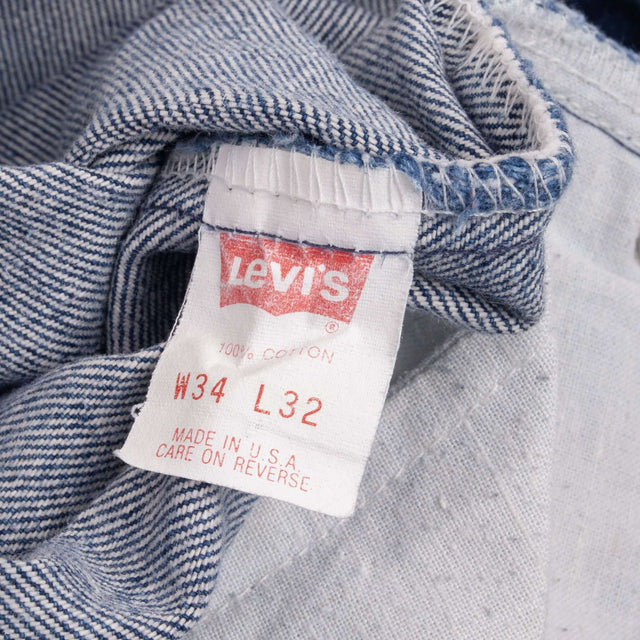 Levi's
®
100% COTTON
W34 L32
MADE IN U.S.A
CARE ON REVERSE